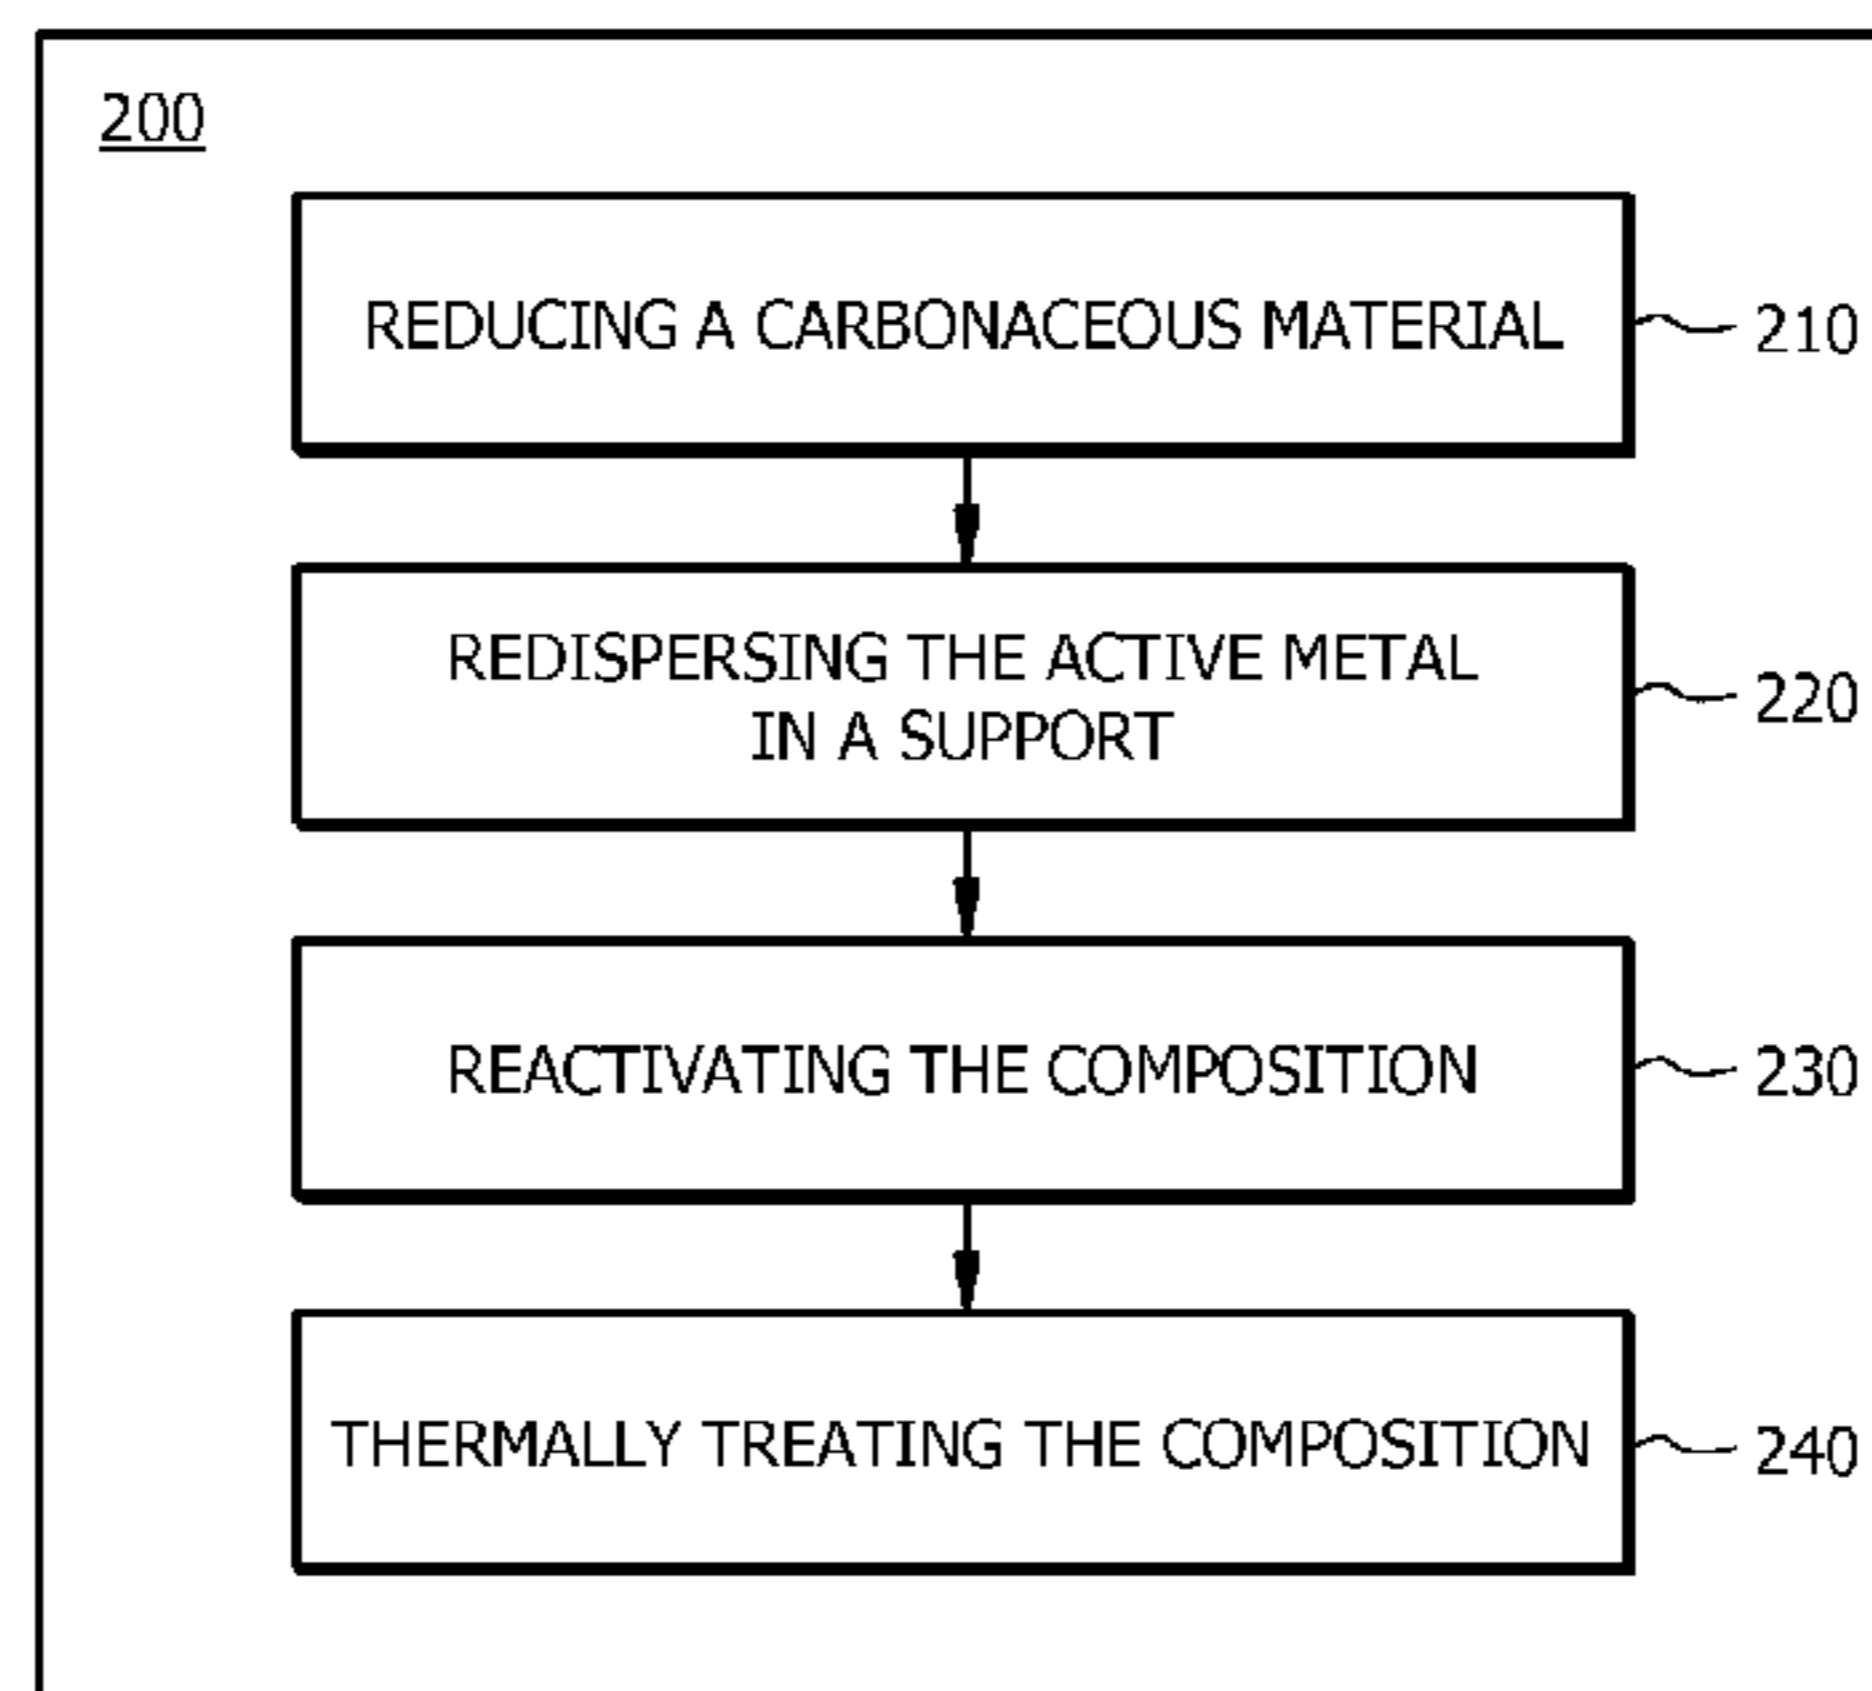 200
REDUCING A CARBONACEOUS MATERIAL
210
REDISPERSING THE ACTIVE METAL
IN A SUPPORT
220
REACTIVATING THE COMPOSITION
230
THERMALLY TREATING THE COMPOSITION
240